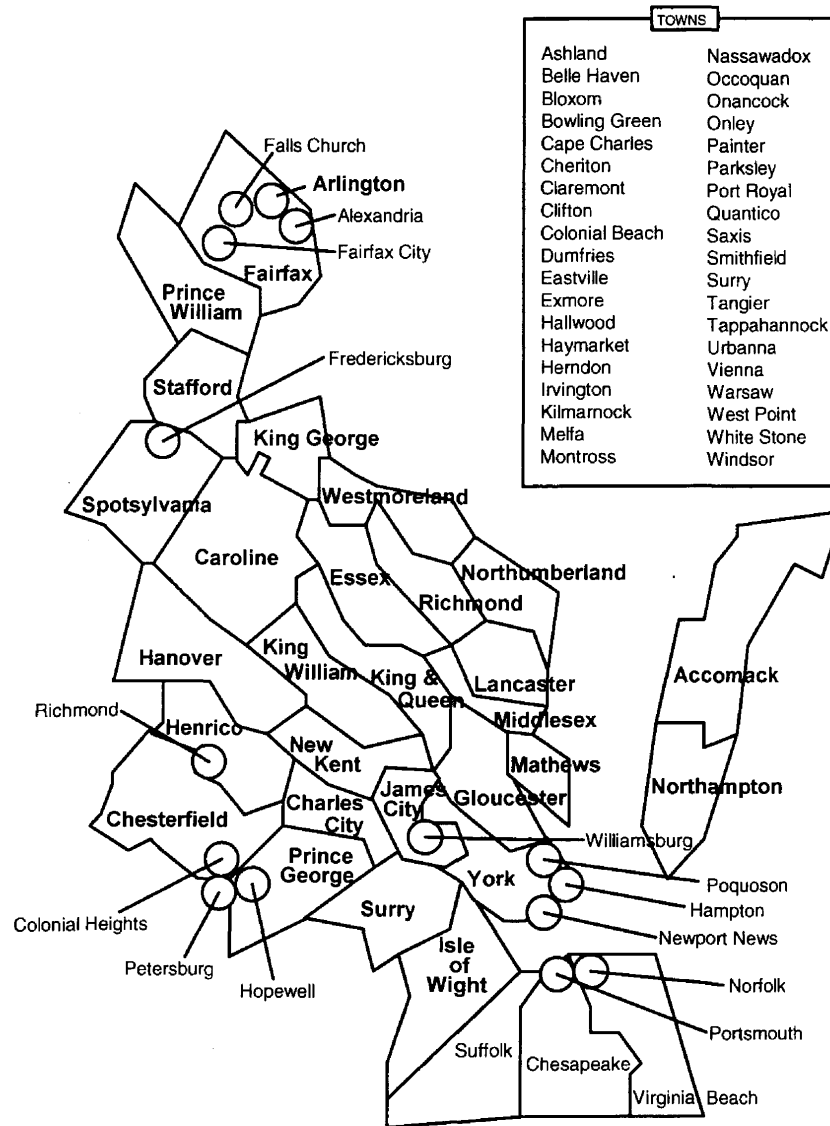 TOWNS
Ashland
Belle Haven
Bloxom
Bowling Green
Cape Charles
Cheriton
Claremont
Clifton
Colonial Beach
Dumfries
Eastville
Exmore
Hallwood
Haymarket
Herndon
Irvington
Kilmarnock
Melfa
Montross
Nassawadox
Occoquan
Onancock
Onley
Painter
Parksley
Port Royal
Quantico
Saxis
Smithfield
Surry
Tangier
Tappahannock
Urbanna
Vienna
Warsaw
West Point
White Stone
Windsor
Falls Church
Arlington
Alexandria
Fairfax City
Fairfax
Prince
William
Fredericksburg
Stafford
King George
Westmoreland
Spotsylvania
Caroline
Essex
Northumberland
Richmond
Hanover
King
William
King &
Queen
Lancaster
Accomack
Richmond
Henrico
Middlesex
New
Kent
Mathews
Northampton
James
City
Gloucester
Chesterfield
Charles
City
Williamsburg
Prince
George
York
Poquoson
Hampton
Colonial Heights
Surry
Newport News
Petersburg
Isle
of
Wight
Hopewell
Norfolk
Portsmouth
Suffolk
Chesapeake
Virginia Beach